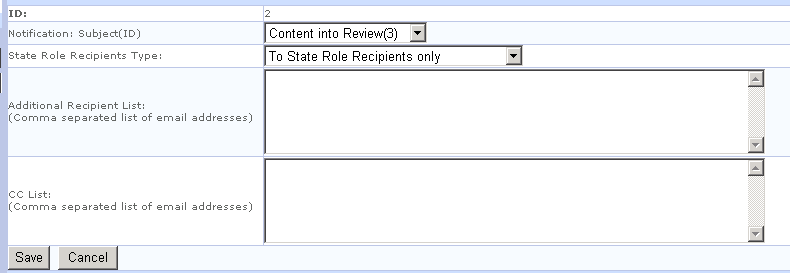 ID: 2
Notification: Subject(ID) Content into Review(3)
State Role Recipients Type: To State Role Recipients only
Additional Recipient List:
(Comma separated list of email addresses)
CC List:
(Comma separated list of email addresses)
Save Cancel